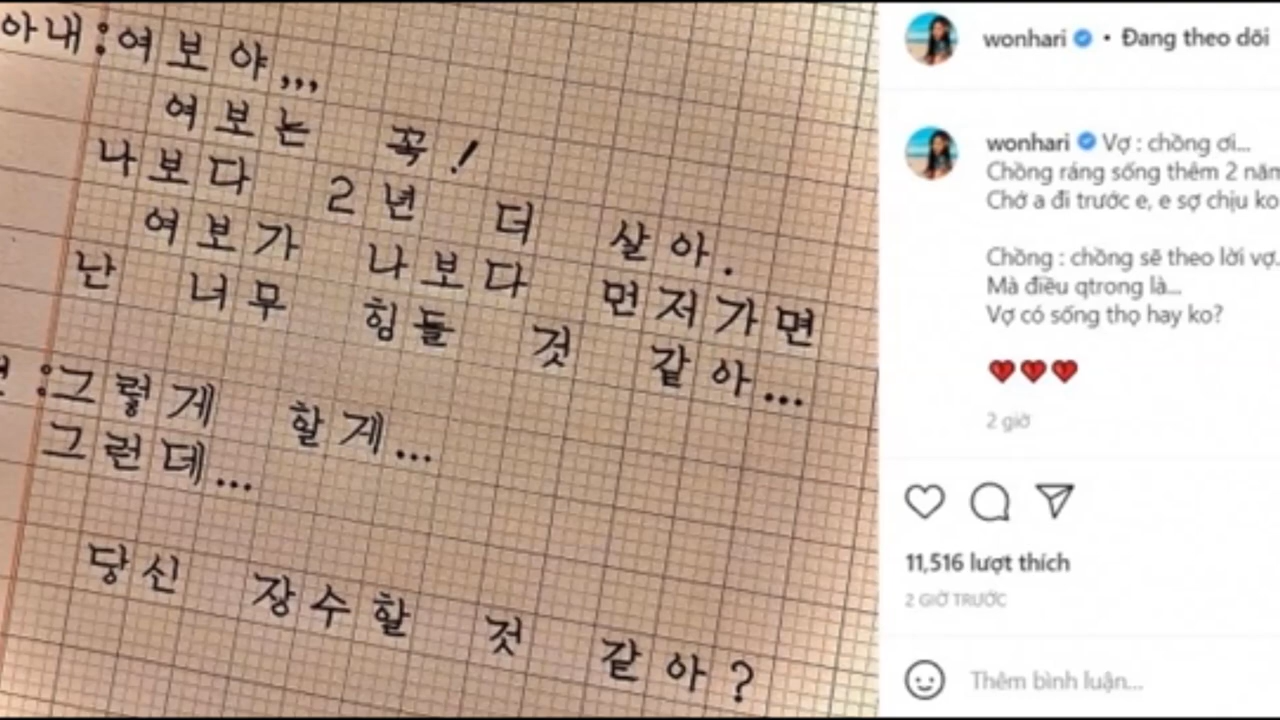 아내:여보야,,,
여보는 꼭!
나보다 2년 더 살아.
여보가 나보다 먼저가면
난 너무 힘들 것 같아...
:그렇게 할게...
그런데...
당신 장수할 것 같아?
wonhari • Đang theo dõi
wonhari Vợ : chồng ơi...
Chồng ráng sống thêm 2 năm
Chớ a đi trước e, e sợ chịu ko
Chồng : chồng sẽ theo lời vợ.
Mà điều qtrong là...
Vợ có sống thọ hay ko?
2 giờ
11,516 lượt thích
2 GIỜ TRƯỚC
Thêm bình luận...